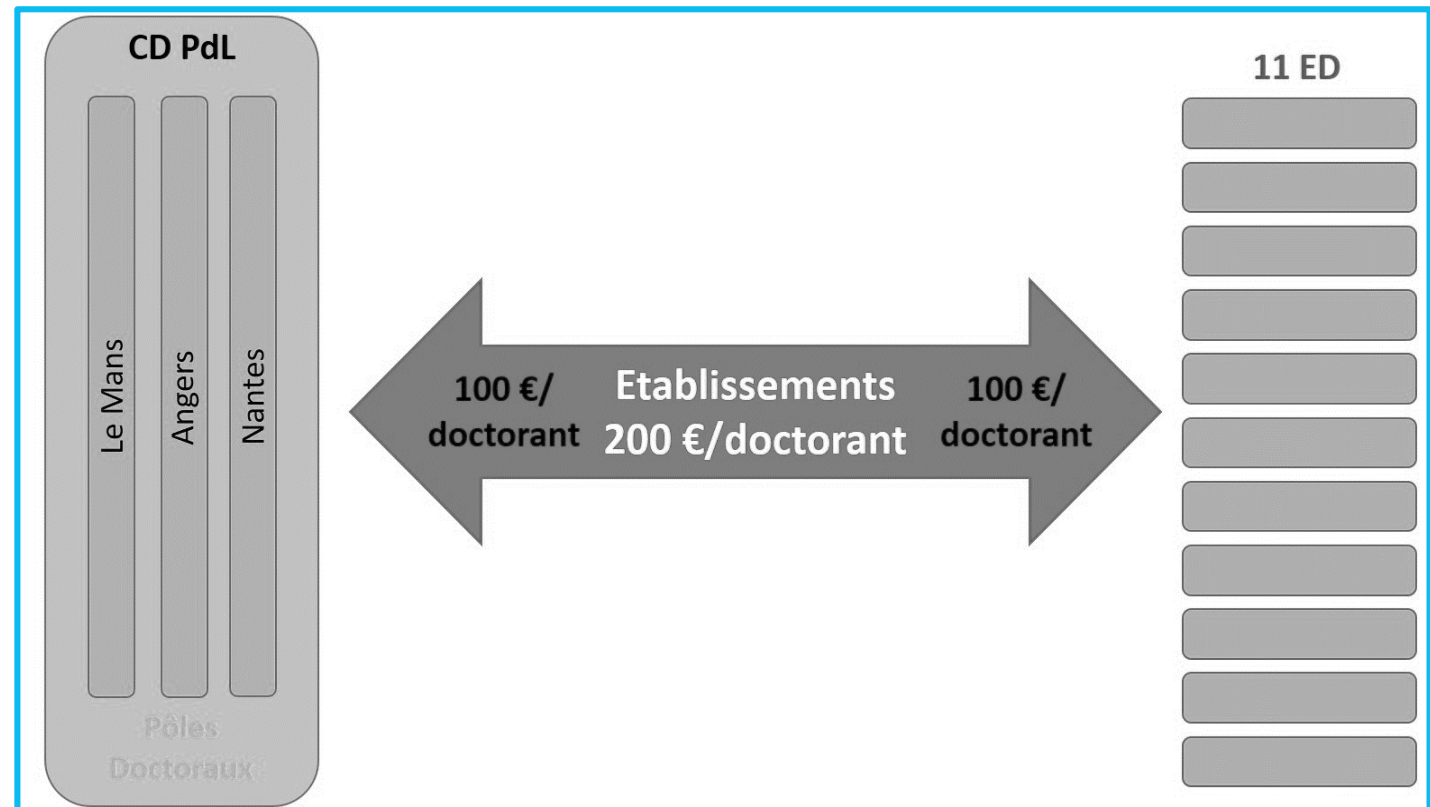 CD PdL
Le Mans
Angers
Nantes
Pôles
Doctoraux
100 €/
doctorant
Etablissements
200 €/doctorant
100 €/
doctorant
11 ED